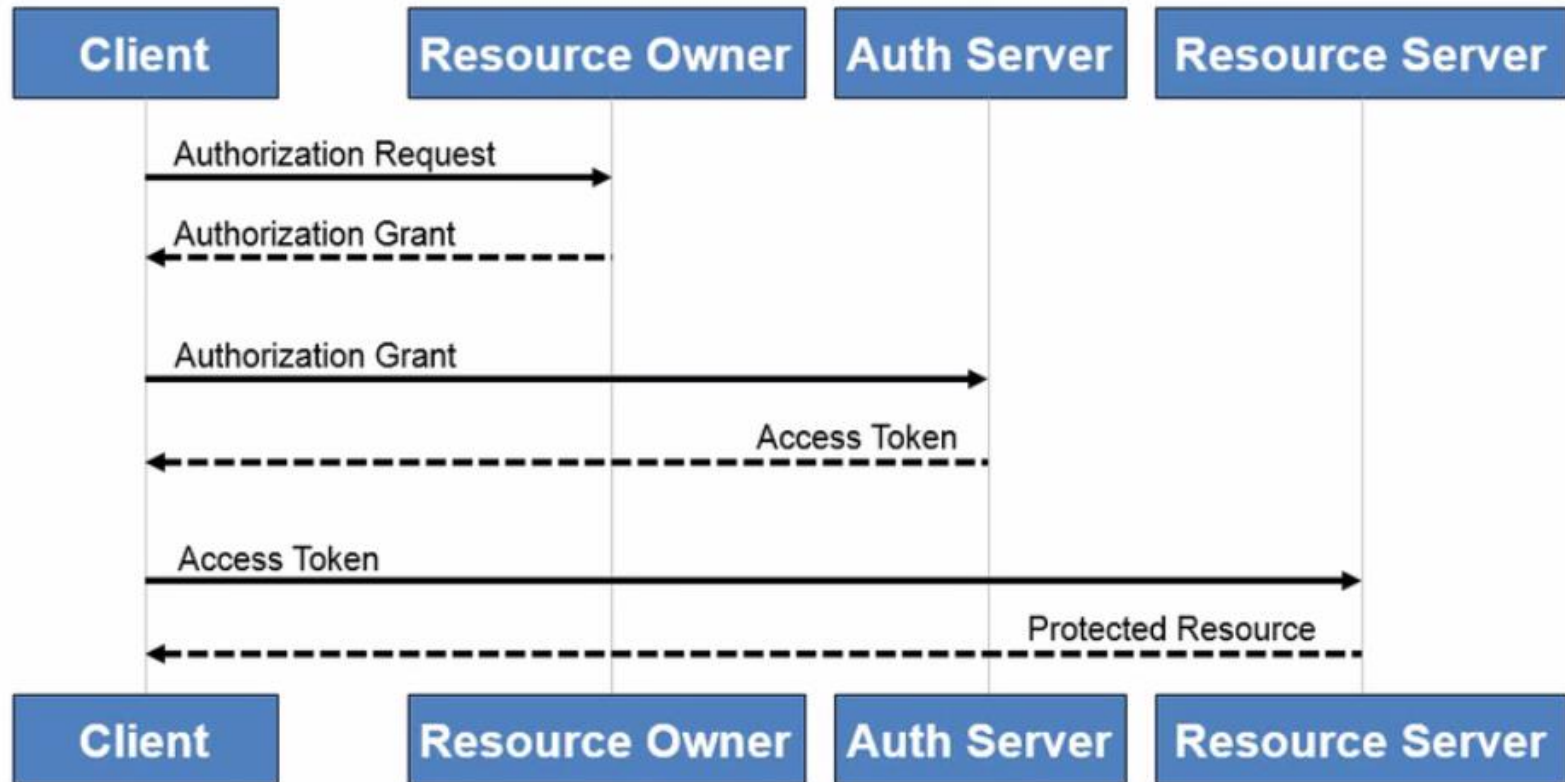 Client
Resource Owner
Auth Server
Resource Server
Authorization Request
Authorization Grant
Authorization Grant
Access Token
Access Token
Protected Resource
Client
Resource Owner
Auth Server
Resource Server